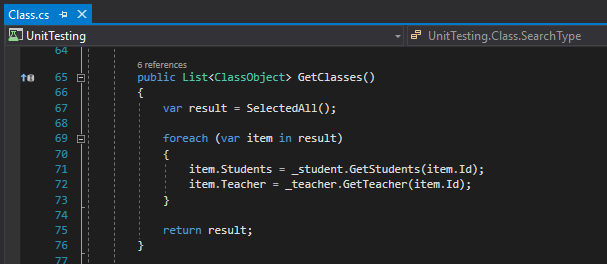 Class.cs
UnitTesting
UnitTesting.Class.SearchType
64
6 references
65 public List<ClassObject> GetClasses()
66 {
67 var result = SelectedAll();
68
69 foreach (var item in result)
70 {
71 item.Students = _student.GetStudents(item.Id);
72 item.Teacher = _teacher.GetTeacher(item.Id);
73 }
74
75 return result;
76 }
77